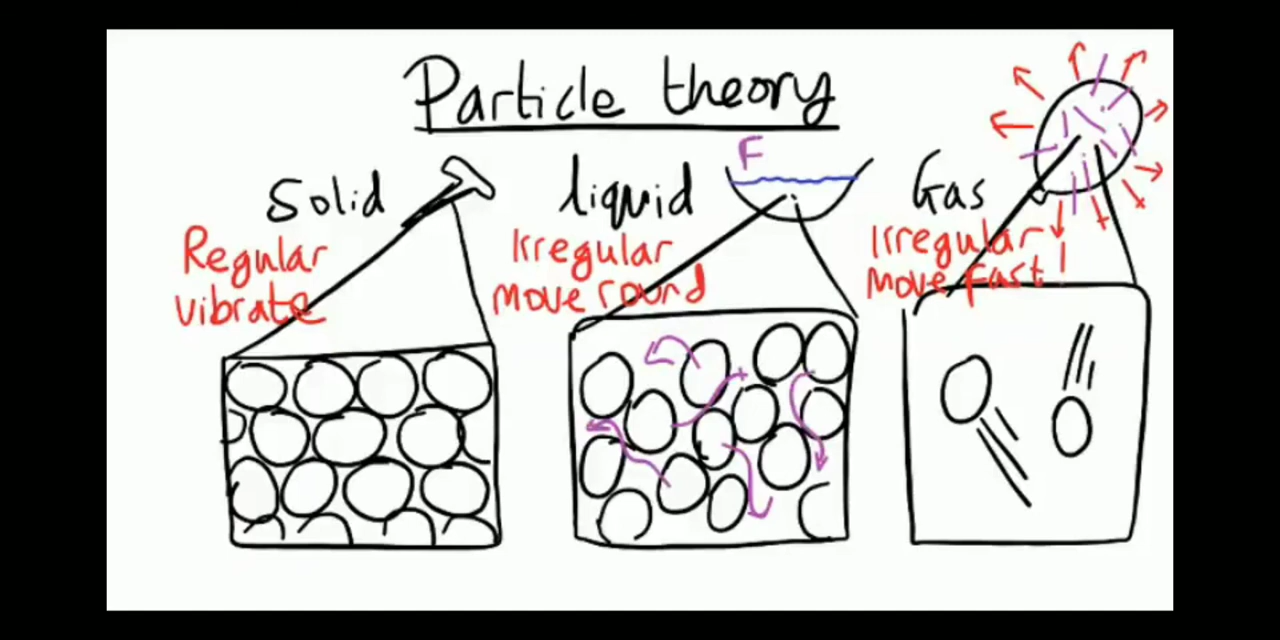 Particle theory
Solid
Regular
vibrate
liquid
F
Irregular
move round
Gas
Irregular
move fast!